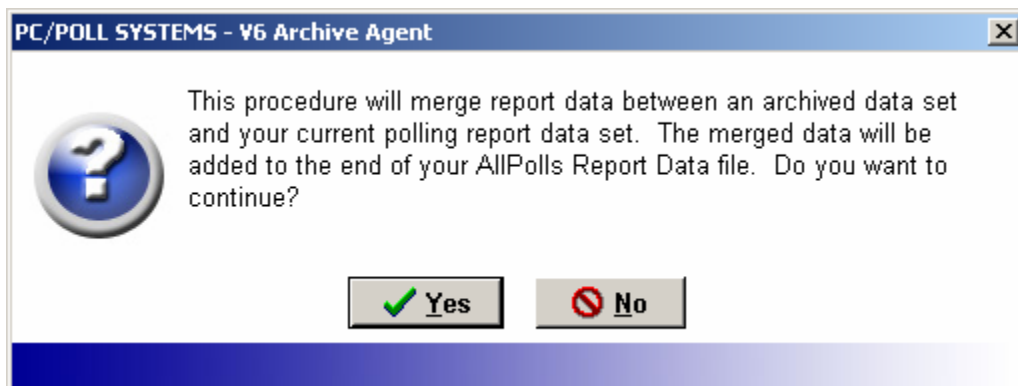 PC/POLL SYSTEMS - V6 Archive Agent
This procedure will merge report data between an archived data set
and your current polling report data set.  The merged data will be
added to the end of your AllPolls Report Data file.  Do you want to
continue?
Yes
No